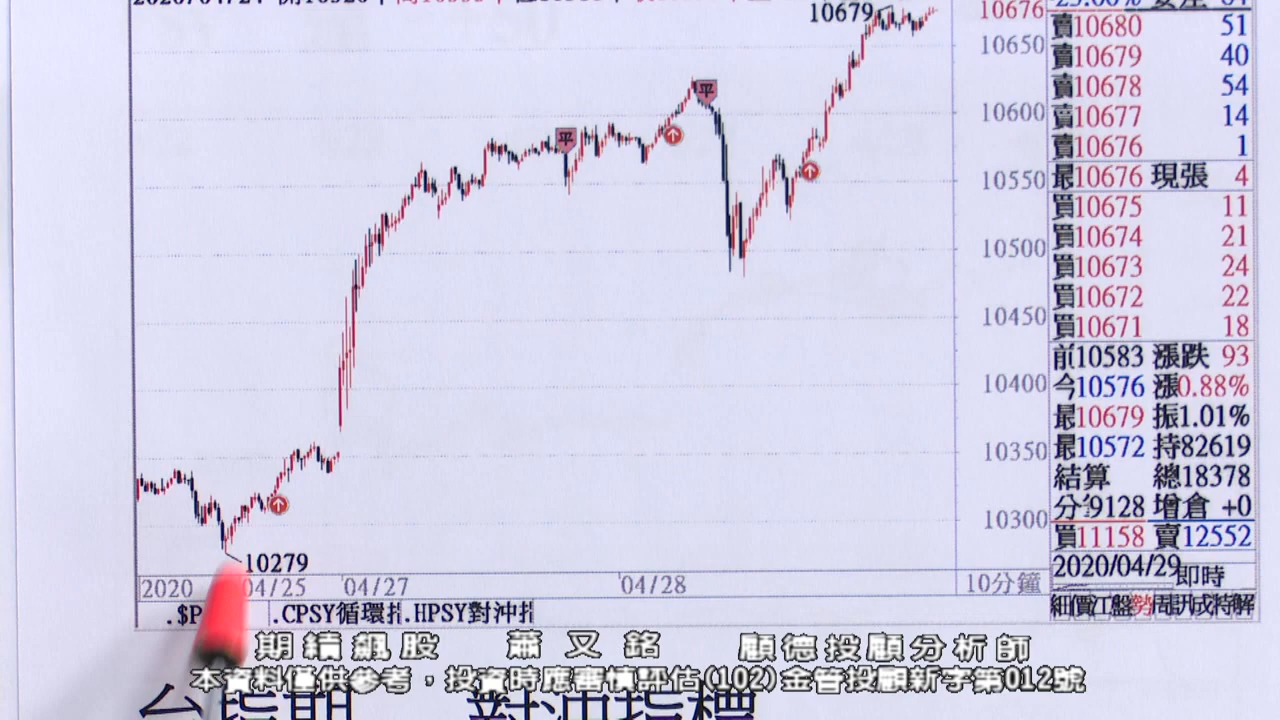 10679
10676
10650
10600
10550
10500
10450
10400
10350
10300
平
平
10279
2020
04/25
04/27
04/28
10分鐘
.CPSY循環指.HPSY對沖指
賣10680 51
賣10679 40
賣10678 54
賣10677 14
賣10676 1
最10676 現張 4
買10675 11
買10674 21
買10673 24
買10672 22
買10671 18
前10583 漲跌 93
今10576 漲0.88%
最10679 振1.01%
最10572 持82619
結算 總18378
分9128 增倉 +0
買11158 賣12552
2020/04/29即時
期績飆股 蕭又銘 顧德投顧分析師
本資料僅供參考，投資時應審慎評估(102)金管投顧新字第012號
台指期 對沖指標